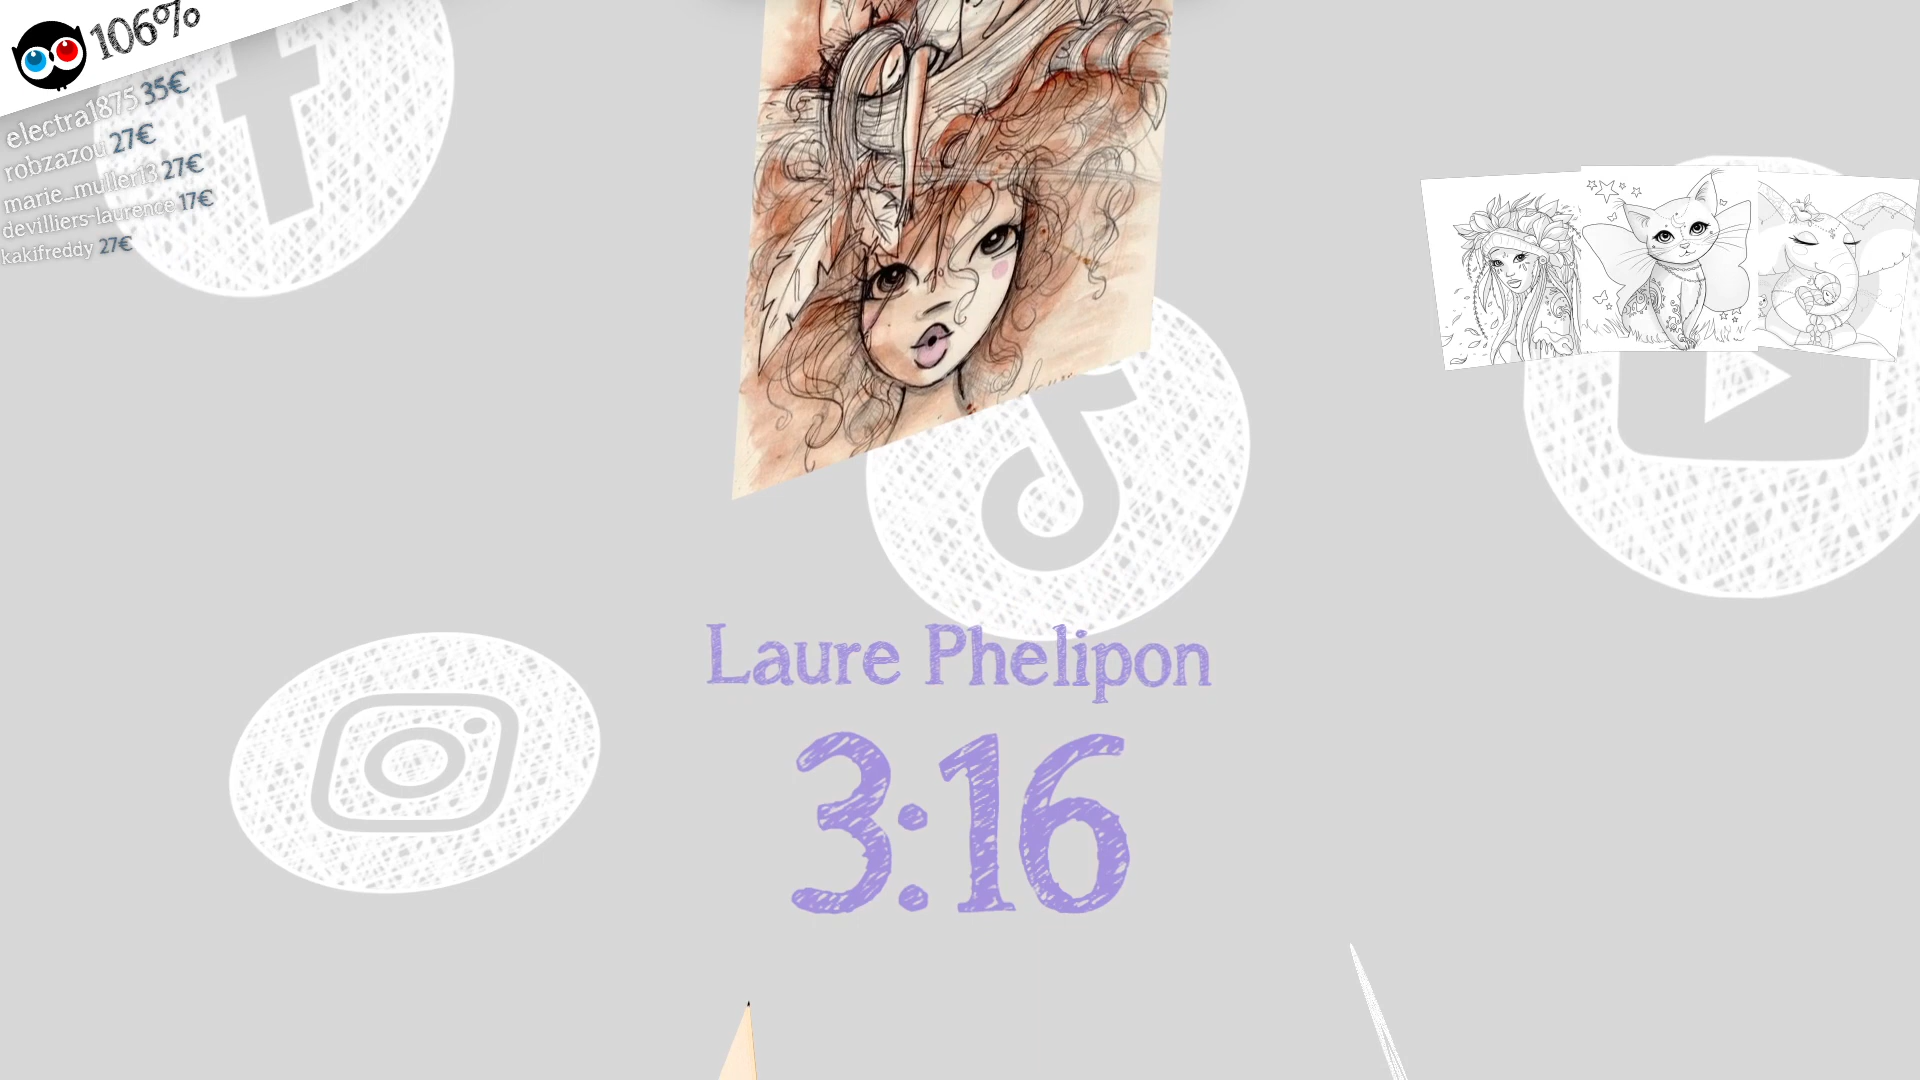 106%
electra1875 35€
robzazou 27€
marie_muller13 27€
devilliers-laurence 17€
kakifreddy 27€
Laure Phelipon
3:16